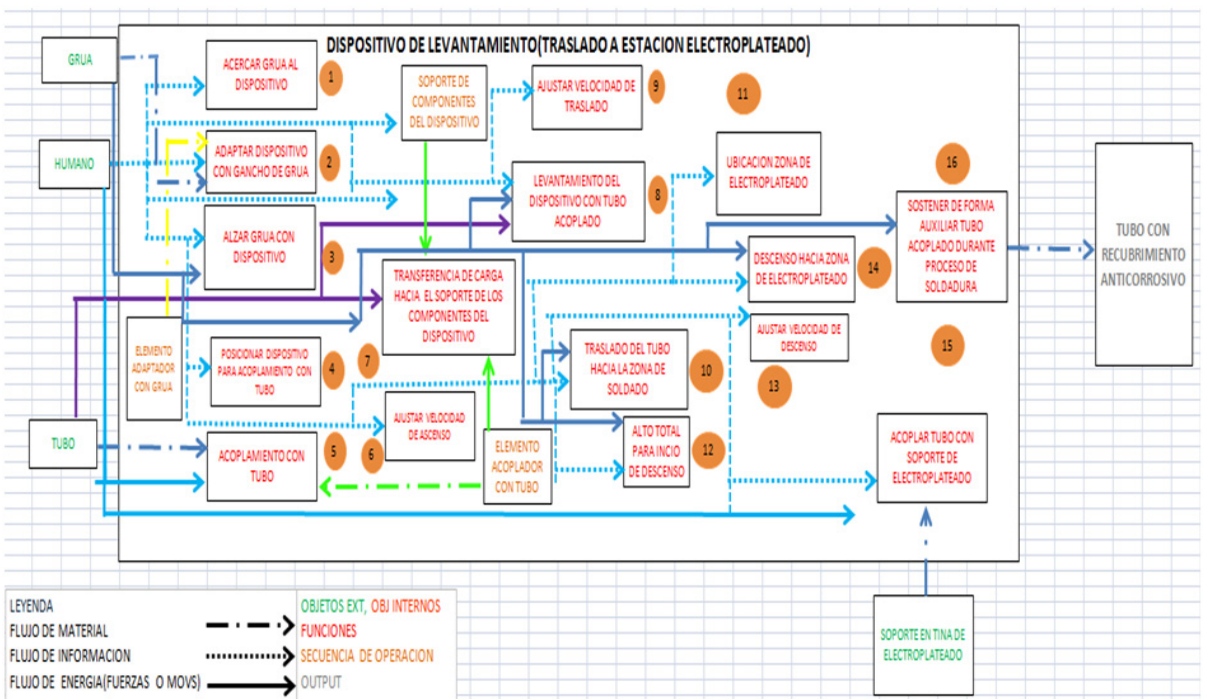 DISPOSITIVO DE LEVANTAMIENTO(TRASLADO A ESTACION ELECTROPLATEADO)
GRUA
HUMANO
ELEMENTO
ADAPTADOR
CON GRUA
TUBO
ACERCAR GRUA AL
DISPOSITIVO
1
ADAPTAR DISPOSITIVO
CON GANCHO DE GRUA
2
ALZAR GRUA CON
DISPOSITIVO
3
POSICIONAR DISPOSITIVO
PARA ACOPLAMIENTO CON
TUBO
4
ACOPLAMIENTO CON
TUBO
5
SOPORTE DE
COMPONENTES
DEL DISPOSITIVO
TRANSFERENCIA DE CARGA
HACIA EL SOPORTE DE LOS
COMPONENTES DEL
DISPOSITIVO
7
AJUSTAR VELOCIDAD
DE ASCENSO
6
ELEMENTO
ACOPLADOR
CON TUBO
AJUSTAR VELOCIDAD DE
TRASLADO
9
LEVANTAMIENTO DEL
DISPOSITIVO CON TUBO
ACOPLADO
8
TRASLADO DEL TUBO
HACIA LA ZONA DE
SOLDADO
10
ALTO TOTAL
PARA INCIO
DE DESCENSO
12
11
UBICACION ZONA DE
ELECTROPLATEADO
DESCENSO HACIA ZONA
DE ELECTROPLATEADO
14
AJUSTAR VELOCIDAD DE
DESCENSO
13
16
SOSTENER DE FORMA
AUXILIAR TUBO
ACOPLADO DURANTE
PROCESO DE
SOLDADURA
15
ACOPLAR TUBO CON
SOPORTE DE
ELECTROPLATEADO
TUBO CON
RECUBRIMIENTO
ANTICORROSIVO
SOPORTE EN TINA DE
ELECTROPLATEADO
LEYENDA
FLUJO DE MATERIAL
FLUJO DE INFORMACION
FLUJO DE ENERGIA(FUERZAS O MOVS)
OBJETOS EXT, OBJ INTERNOS
FUNCIONES
SECUENCIA DE OPERACION
OUTPUT